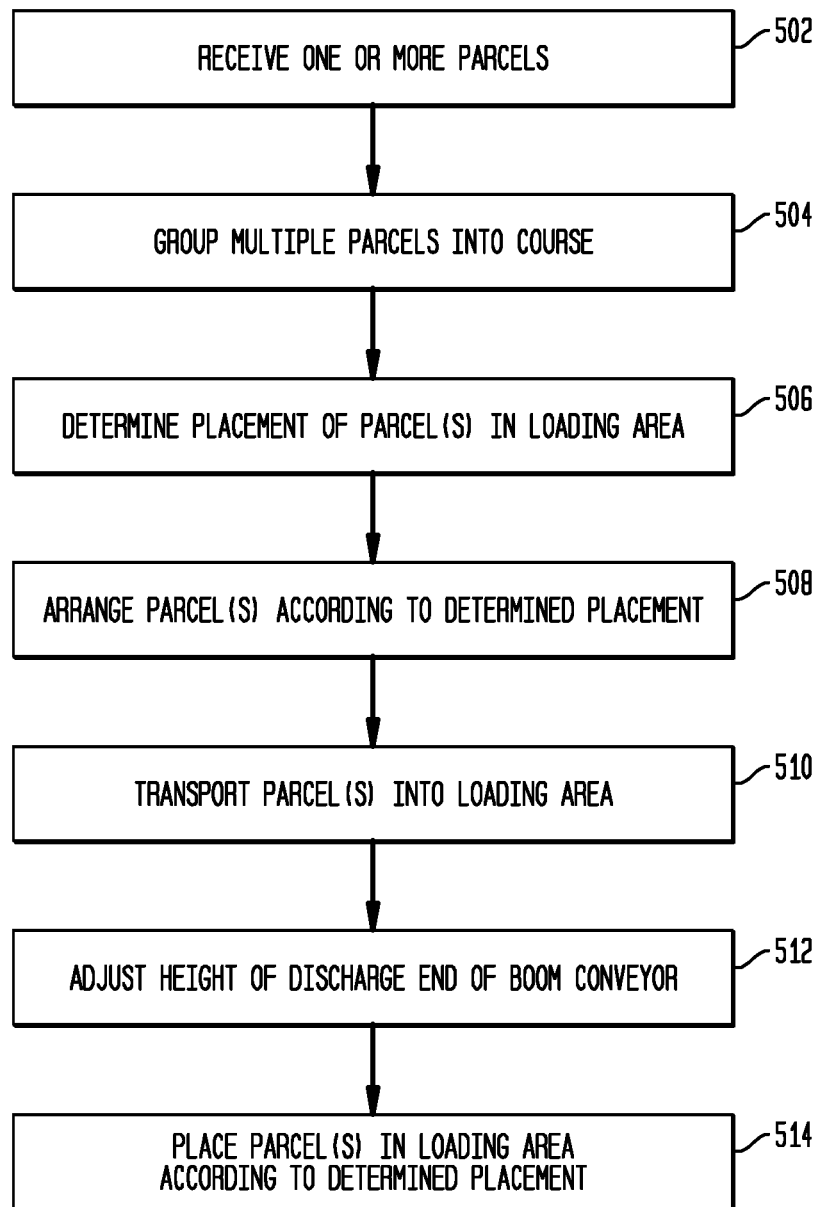 RECEIVE ONE OR MORE PARCELS
502
GROUP MULTIPLE PARCELS INTO COURSE
504
DETERMINE PLACEMENT OF PARCEL(S) IN LOADING AREA
506
ARRANGE PARCEL(S) ACCORDING TO DETERMINED PLACEMENT
508
TRANSPORT PARCEL(S) INTO LOADING AREA
510
ADJUST HEIGHT OF DISCHARGE END OF BOOM CONVEYOR
512
PLACE PARCEL(S) IN LOADING AREA
ACCORDING TO DETERMINED PLACEMENT
514